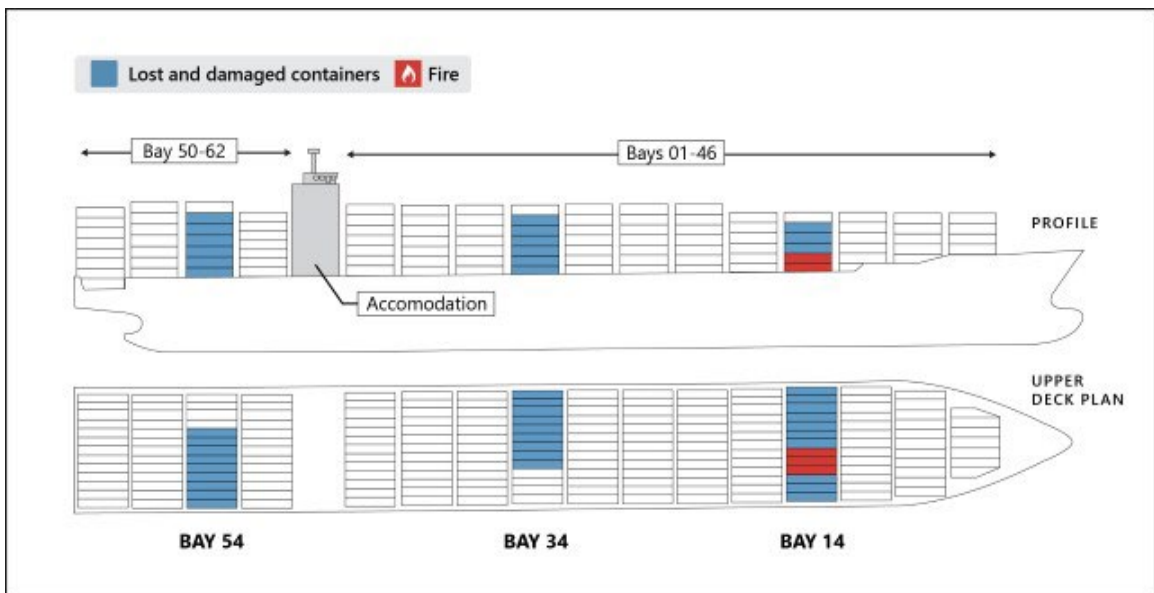 Lost and damaged containers Fire
Bay 50-62 Bays 01-46
PROFILE
Accomodation
UPPER
DECK PLAN
BAY 54 BAY 34 BAY 14